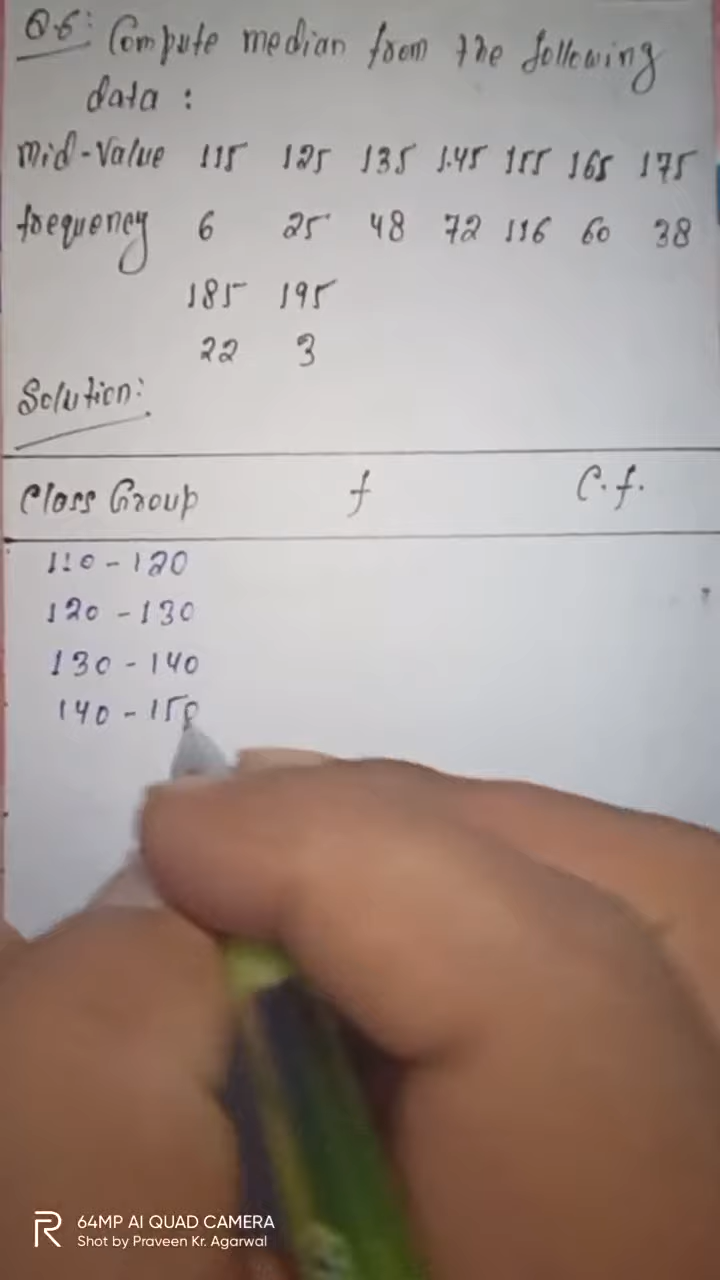 Q.6: Compute median from the following
data :
Mid-Value 115 125 135 145 155 165 175
frequency 6 25 48 72 116 60 38
185 195
22 3
Solution:
Class Group f C.f.
110 - 120
120 - 130
130 - 140
140 - 150
R 64MP AI QUAD CAMERA
Shot by Praveen Kr. Agarwal